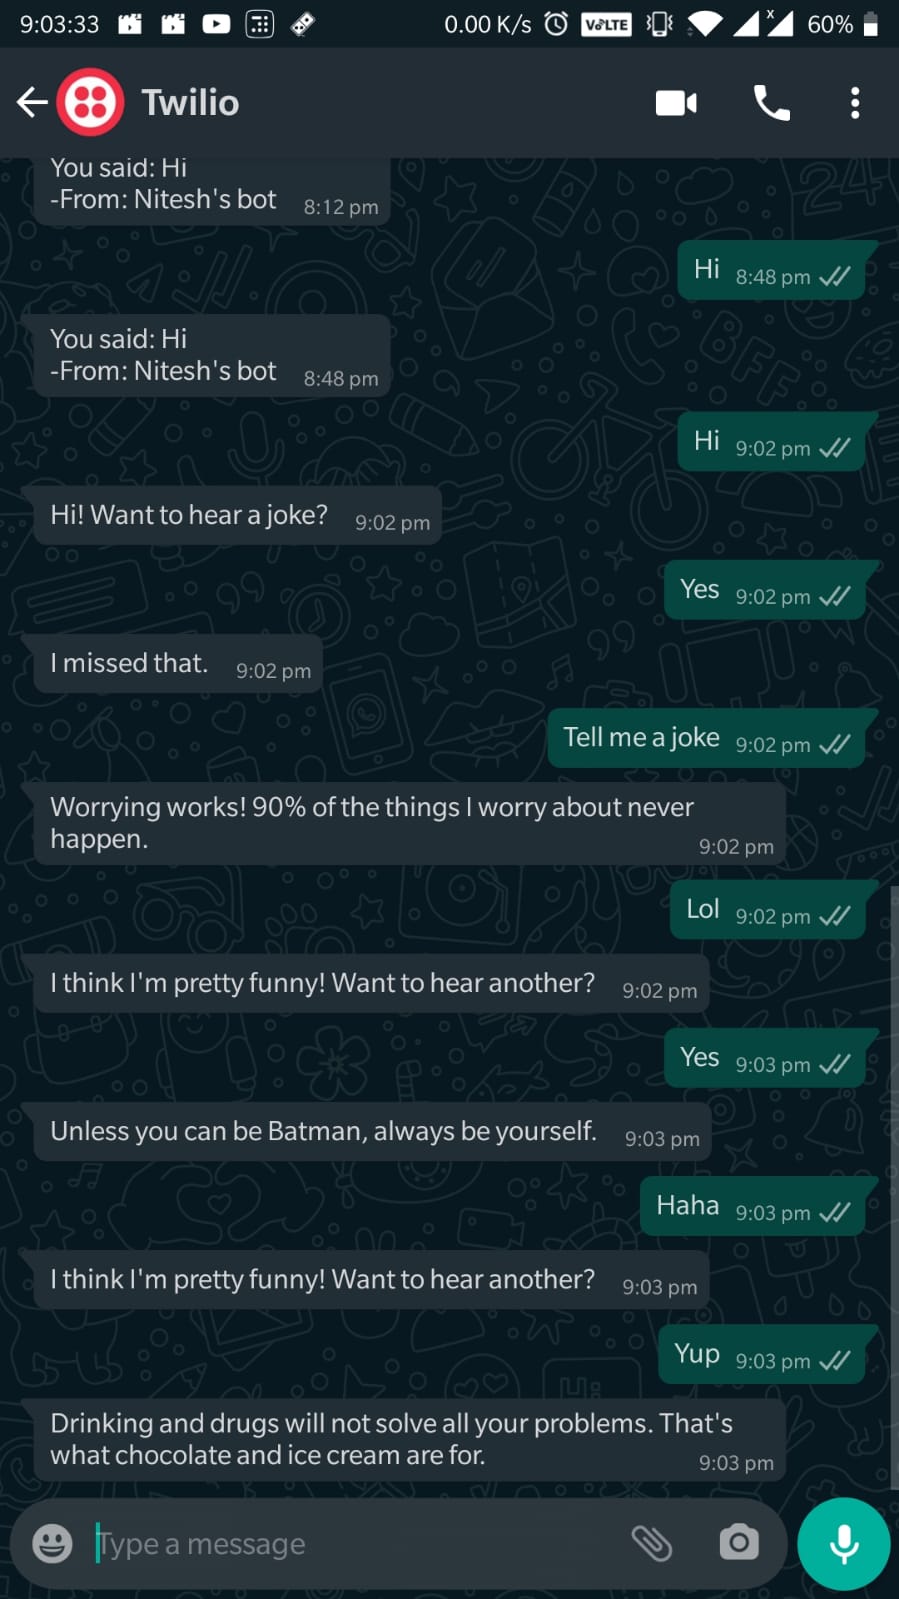 9:03:33 0.00 K/s VoLTE x 60%
Twilio
You said: Hi
-From: Nitesh's bot 8:12 pm
Hi 8:48 pm
You said: Hi
-From: Nitesh's bot 8:48 pm
Hi 9:02 pm
Hi! Want to hear a joke? 9:02 pm
Yes 9:02 pm
I missed that. 9:02 pm
Tell me a joke 9:02 pm
Worrying works! 90% of the things I worry about never
happen. 9:02 pm
Lol 9:02 pm
I think I'm pretty funny! Want to hear another? 9:02 pm
Yes 9:03 pm
Unless you can be Batman, always be yourself. 9:03 pm
Haha 9:03 pm
I think I'm pretty funny! Want to hear another? 9:03 pm
Yup 9:03 pm
Drinking and drugs will not solve all your problems. That's
what chocolate and ice cream are for. 9:03 pm
Type a message